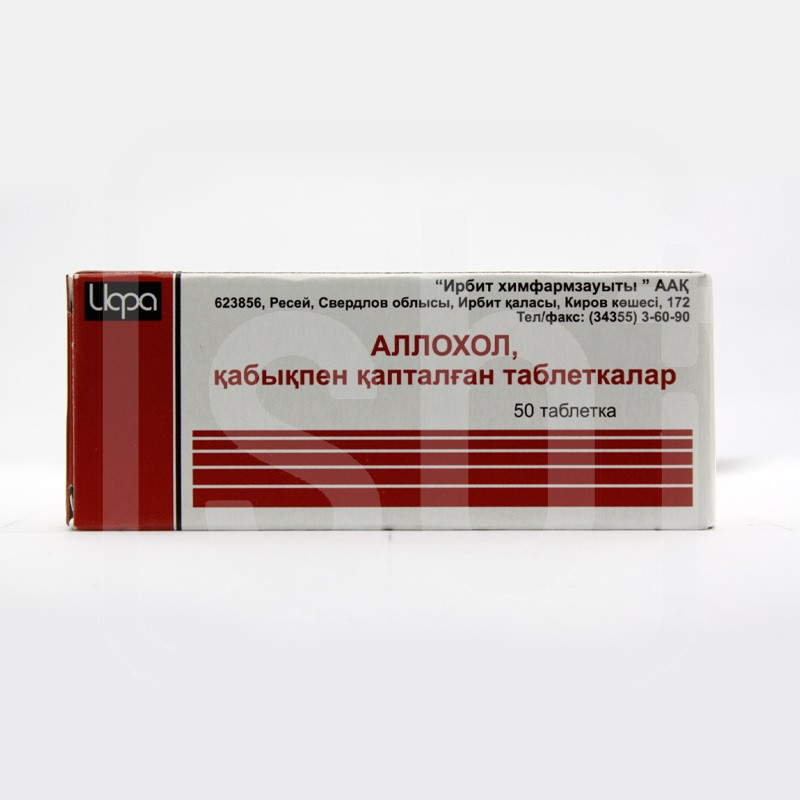 “Ирбит химфармзауыты ” ААҚ
623856, Ресей, Свердлов облысы, Ирбит қаласы, Киров көшесі, 172
Тел/факс: (34355) 3-60-90
Ирфа
АЛЛОХОЛ,
қабықпен қапталған таблеткалар
50 таблетка